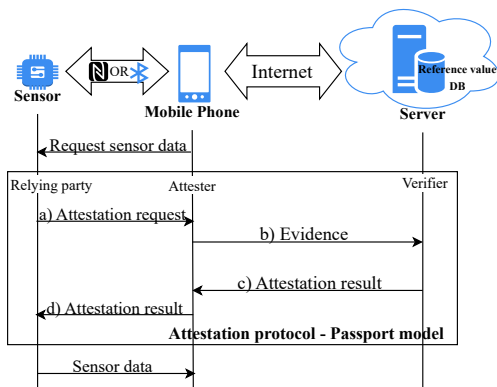 OR
Internet
Reference value
DB
Sensor
Mobile Phone
Server
Request sensor data
Relying party
Attester
Verifier
a) Attestation request
b) Evidence
c) Attestation result
d) Attestation result
Attestation protocol - Passport model
Sensor data